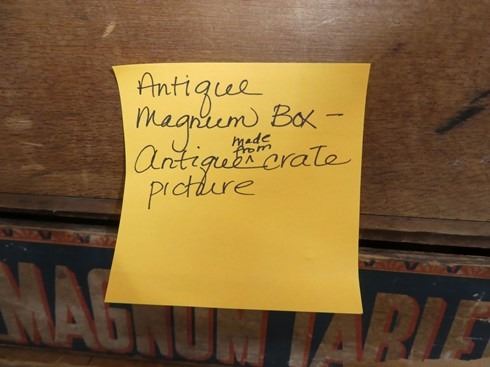 Antique
Magnum Box -
Antique made from crate
picture
MAGNUM TABLE